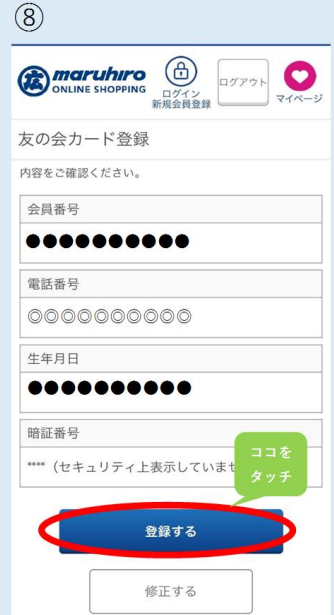 ⑧
広 maruhiro
ONLINE SHOPPING
ログイン
新規会員登録
ログアウト
マイページ
友の会カード登録
内容をご確認ください。
会員番号
●●●●●●●●●●
電話番号
◎◎◎◎◎◎◎◎◎◎
生年月日
●●●●●●●●●●
暗証番号
**** (セキュリティ上表示していませ
ココを
タッチ
登録する
修正する